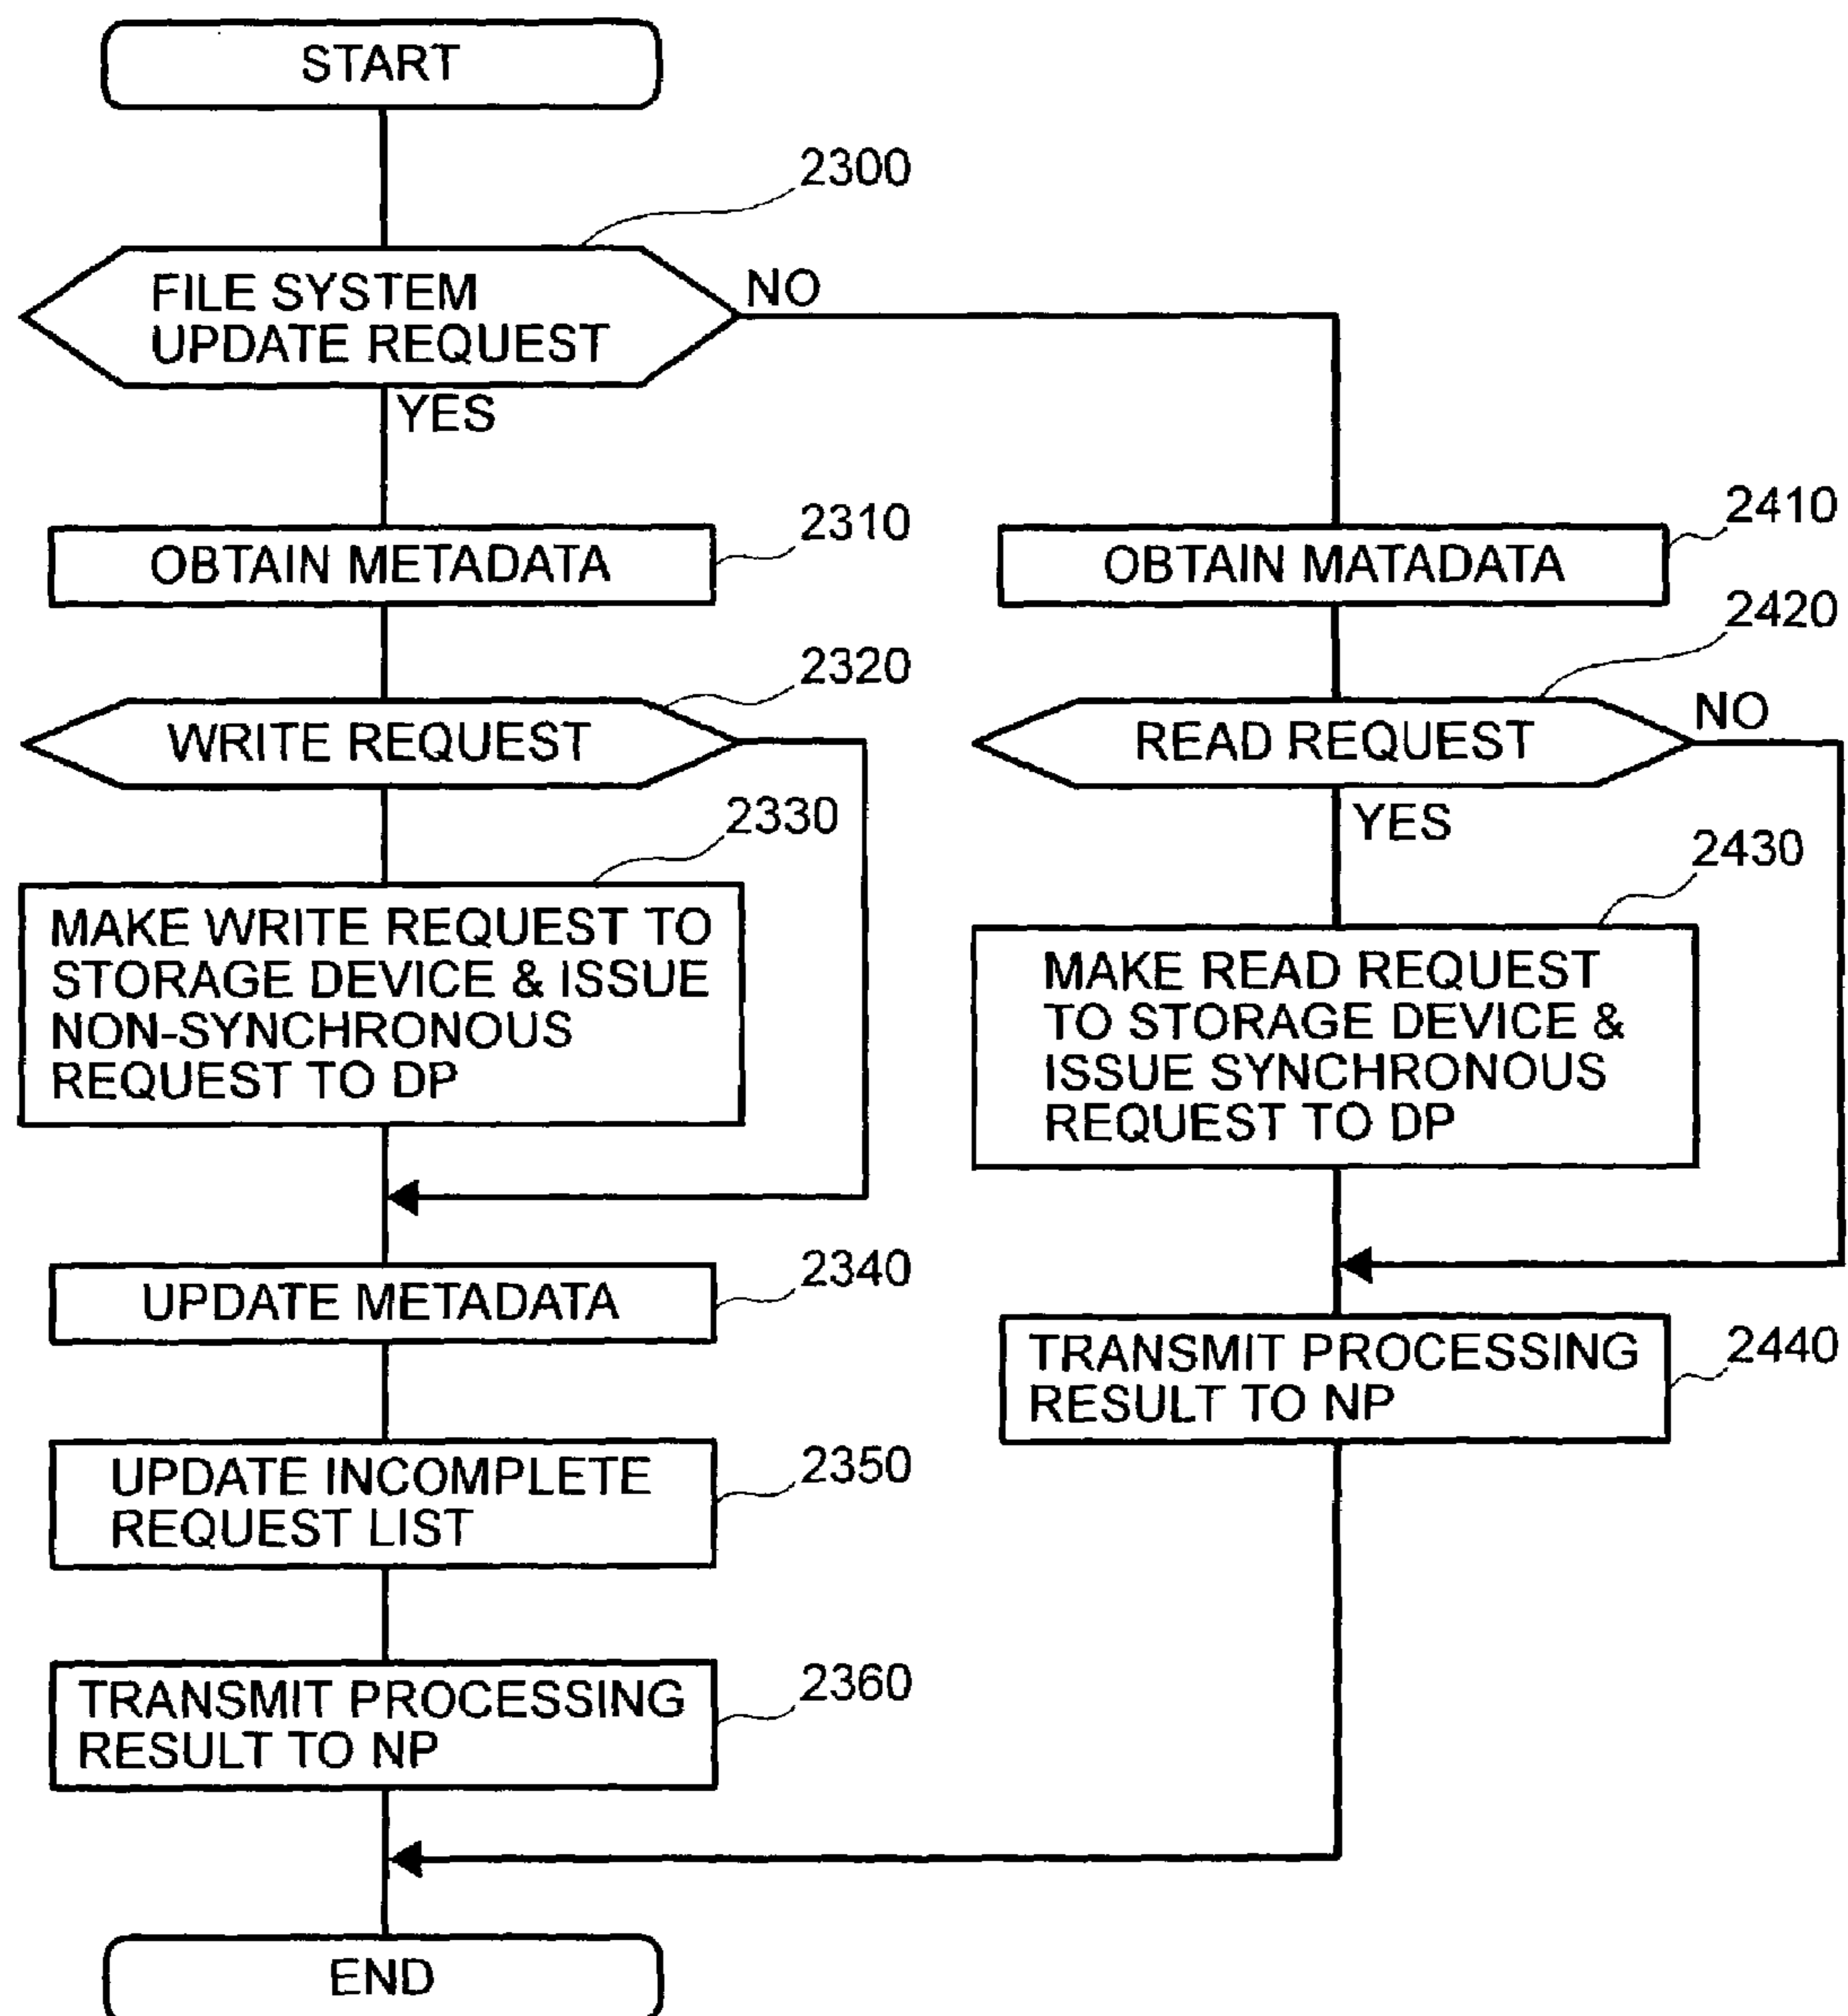 START
2300
FILE SYSTEM
UPDATE REQUEST
NO
YES
2310
OBTAIN METADATA
2320
WRITE REQUEST
2330
MAKE WRITE REQUEST TO
STORAGE DEVICE & ISSUE
NON-SYNCHRONOUS
REQUEST TO DP
2340
UPDATE METADATA
2350
UPDATE INCOMPLETE
REQUEST LIST
2360
TRANSMIT PROCESSING
RESULT TO NP
2410
OBTAIN MATADATA
2420
READ REQUEST
NO
YES
2430
MAKE READ REQUEST
TO STORAGE DEVICE &
ISSUE SYNCHRONOUS
REQUEST TO DP
2440
TRANSMIT PROCESSING
RESULT TO NP
END